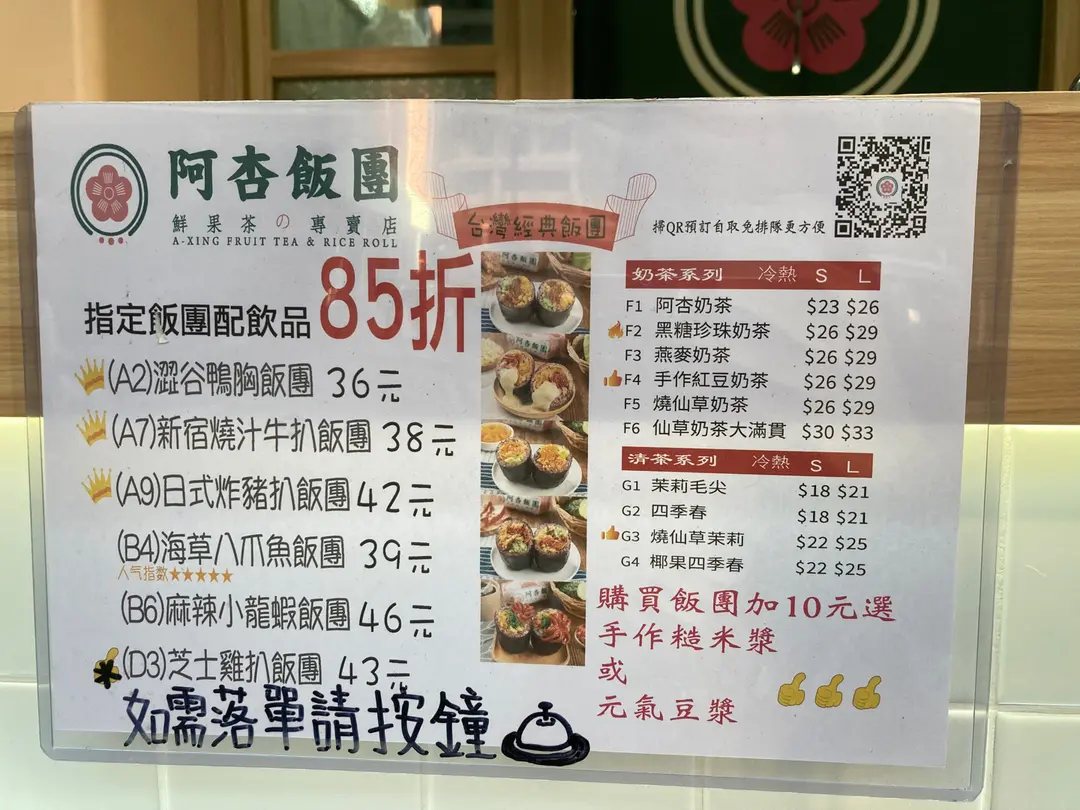 阿杏飯團
鮮果茶の專賣店
A-XING FRUIT TEA & RICE ROLL
台灣經典飯團
掃QR預訂自取免排隊更方便
指定飯團配飲品 85折
(A2)澀谷鴨胸飯團 36元
(A7)新宿燒汁牛扒飯團 38元
(A9)日式炸豬扒飯團 42元
(B4)海草八爪魚飯團 39元
人气指数★★★★★
(B6)麻辣小龍蝦飯團 46元
(D3)芝士雞扒飯團 43元
如需落單請按鐘
奶茶系列 冷熱 S L
F1 阿杏奶茶 $23 $26
F2 黑糖珍珠奶茶 $26 $29
F3 燕麥奶茶 $26 $29
F4 手作紅豆奶茶 $26 $29
F5 燒仙草奶茶 $26 $29
F6 仙草奶茶大滿貫 $30 $33
清茶系列 冷熱 S L
G1 茉莉毛尖 $18 $21
G2 四季春 $18 $21
G3 燒仙草茉莉 $22 $25
G4 椰果四季春 $22 $25
購買飯團加10元選
手作糙米漿
或
元氣豆漿